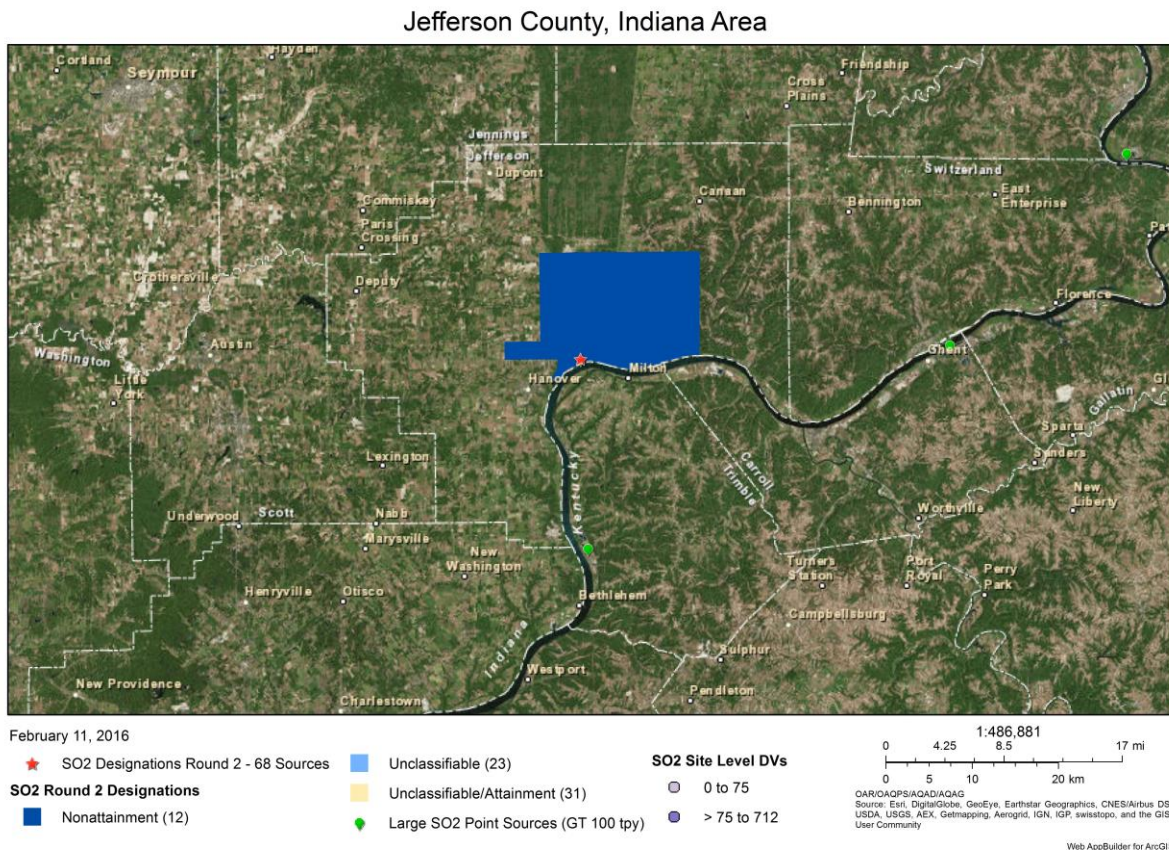 Jefferson County, Indiana Area
Cortland
Hayden
Seymour
Friendship
Cross
Plains
Jennings
Jefferson
Dupont
Switzerland
Canaan
East
Enterprise
Commiskey
Bennington
Paris
Crossing
Crothersville
Deputy
Florence
Washington
Austin
Ghent
Little
York
Hanover
Milton
Gallatin
Sparta
Sanders
Lexington
Kentucky
Carroll
Trimble
New
Liberty
Underwood
Scott
Nabb
Marysville
Worthville
New
Washington
Turners
Station
Port
Royal
Perry
Park
Henryville
Otisco
Bethlehem
Campbellsburg
Indiana
Sulphur
New Providence
Westport
Pendleton
Charlestown
February 11, 2016
SO2 Designations Round 2 - 68 Sources
SO2 Round 2 Designations
Nonattainment (12)
Unclassifiable (23)
Unclassifiable/Attainment (31)
Large SO2 Point Sources (GT 100 tpy)
SO2 Site Level DVs
0 to 75
> 75 to 712
1:486,881
0 4.25 8.5 17 mi
0 5 10 20 km
OAR/OAQPS/AQAD/AQAG
Source: Esri, DigitalGlobe, GeoEye, Earthstar Geographics, CNES/Airbus DS,
USDA, USGS, AEX, Getmapping, Aerogrid, IGN, IGP, swisstopo, and the GIS
User Community
Web AppBuilder for ArcGI